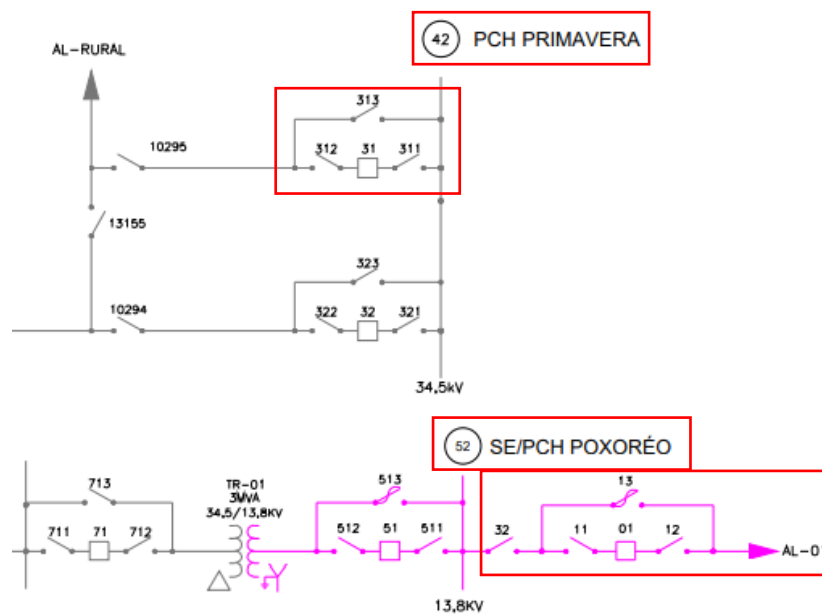 42 PCH PRIMAVERA
AL-RURAL
313
10295
312 31 311
13155
323
10294
322 32 321
34,5kV
52 SE/PCH POXORÉO
713
TR-01
3MVA
34.5/13,8KV
513
13
711 71 712
512 51 511
32
11 01 12
AL-0
13,8KV